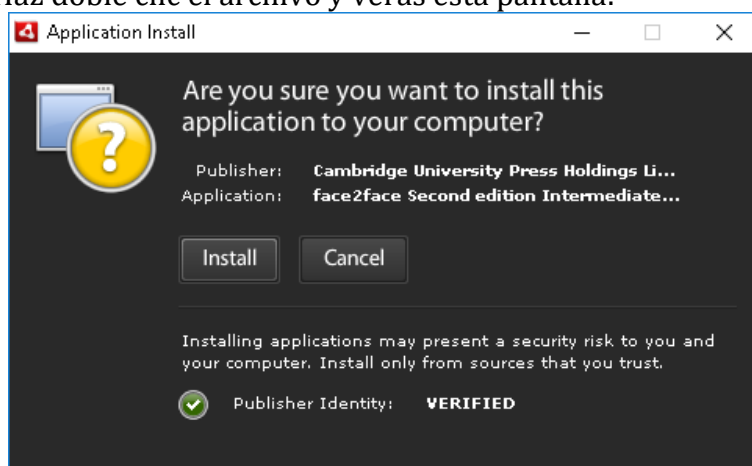 Haz doble clic el archivo y verás esta pantalla:
Application Install
Are you sure you want to install this
application to your computer?
Publisher: Cambridge University Press Holdings Li...
Application: face2face Second edition Intermediate...
Install Cancel
Installing applications may present a security risk to you and
your computer. Install only from sources that you trust.
Publisher Identity: VERIFIED